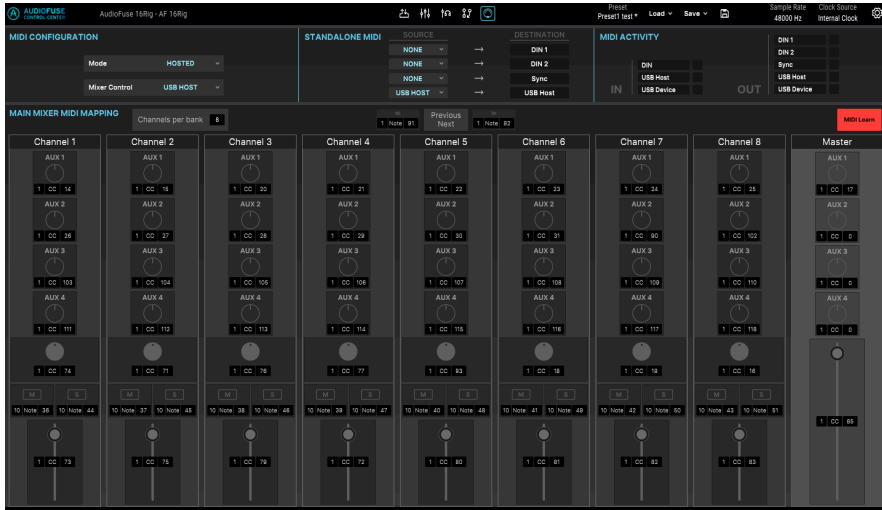 AUDIOFUSE
CONTROL CENTER
AudioFuse 16Rig - AF 16Rig
Preset
Preset1 test *
Load
Save
Sample Rate
48000 Hz
Clock Source
Internal Clock
MIDI CONFIGURATION
Mode HOSTED
Mixer Control USB HOST
STANDALONE MIDI
SOURCE DESTINATION
NONE → DIN 1
NONE → DIN 2
NONE → Sync
USB HOST → USB Host
MIDI ACTIVITY
IN
DIN
USB Host
USB Device
OUT
DIN 1
DIN 2
Sync
USB Host
USB Device
MAIN MIXER MIDI MAPPING
Channels per bank 8
1 Note 91
Previous
Next
1 Note 92
MIDI Learn
Channel 1 Channel 2 Channel 3 Channel 4 Channel 5 Channel 6 Channel 7 Channel 8 Master
AUX 1 AUX 1 AUX 1 AUX 1 AUX 1 AUX 1 AUX 1 AUX 1 AUX 1
1 CC 14 1 CC 15 1 CC 20 1 CC 21 1 CC 22 1 CC 23 1 CC 24 1 CC 25 1 CC 17
AUX 2 AUX 2 AUX 2 AUX 2 AUX 2 AUX 2 AUX 2 AUX 2 AUX 2
1 CC 26 1 CC 27 1 CC 28 1 CC 29 1 CC 30 1 CC 31 1 CC 90 1 CC 102 1 CC 0
AUX 3 AUX 3 AUX 3 AUX 3 AUX 3 AUX 3 AUX 3 AUX 3 AUX 3
1 CC 103 1 CC 104 1 CC 105 1 CC 106 1 CC 107 1 CC 108 1 CC 109 1 CC 110 1 CC 0
AUX 4 AUX 4 AUX 4 AUX 4 AUX 4 AUX 4 AUX 4 AUX 4 AUX 4
1 CC 111 1 CC 112 1 CC 113 1 CC 114 1 CC 115 1 CC 116 1 CC 117 1 CC 118 1 CC 0
1 CC 74 1 CC 71 1 CC 76 1 CC 77 1 CC 93 1 CC 18 1 CC 19 1 CC 16
M S M S M S M S M S M S M S M S
10 Note 36 10 Note 44 10 Note 37 10 Note 45 10 Note 38 10 Note 46 10 Note 39 10 Note 47 10 Note 40 10 Note 48 10 Note 41 10 Note 49 10 Note 42 10 Note 50 10 Note 43 10 Note 51
1 CC 73 1 CC 75 1 CC 79 1 CC 72 1 CC 80 1 CC 81 1 CC 82 1 CC 83 1 CC 85